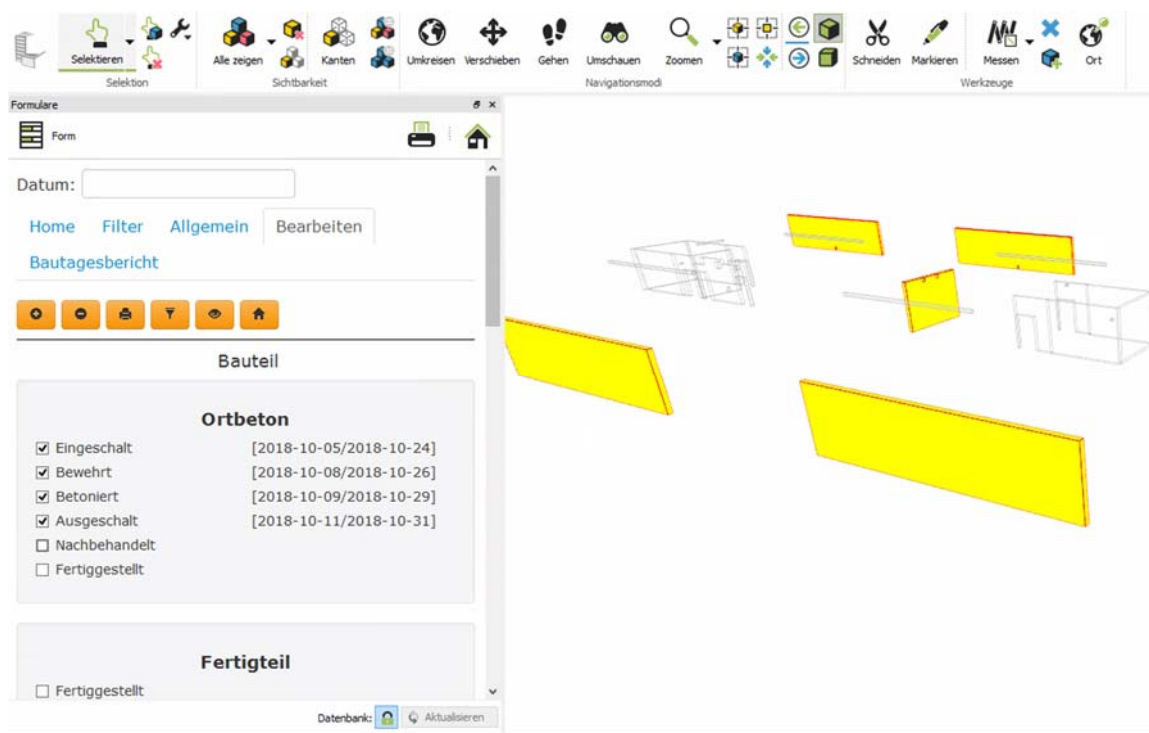 Selektieren Alle zeigen Kanten Umkreisen Verschieben Gehen Umschauen Zoomen Schneiden Markieren Messen Ort
Selektion Sichtbarkeit Navigationsmodi Werkzeuge
Formulare
Form
Datum:
Home Filter Allgemein Bearbeiten
Bautagesbericht
Bauteil
Ortbeton
Eingeschalt [2018-10-05/2018-10-24]
Bewehrt [2018-10-08/2018-10-26]
Betoniert [2018-10-09/2018-10-29]
Ausgeschalt [2018-10-11/2018-10-31]
Nachbehandelt
Fertiggestellt
Fertigteil
Fertiggestellt
Datenbank: Aktualisieren